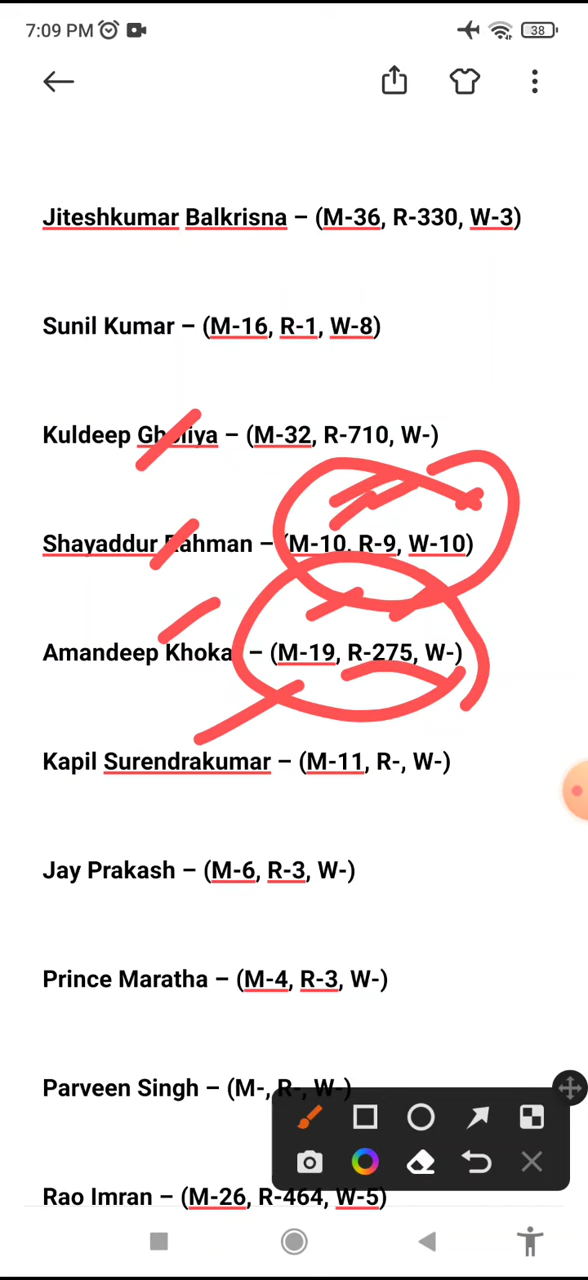 7:09 PM
38
Jiteshkumar Balkrisna – (M-36, R-330, W-3)
Sunil Kumar – (M-16, R-1, W-8)
Kuldeep – (M-32, R-710, W-)
Shayaddur Rahman – (M-10, R-9, W-10)
Amandeep Khoka – (M-19, R-275, W-)
Kapil Surendrakumar – (M-11, R-, W-)
Jay Prakash – (M-6, R-3, W-)
Prince Maratha – (M-4, R-3, W-)
Parveen Singh – (M-, R-, W-)
Rao Imran – (M-26, R-464, W-5)